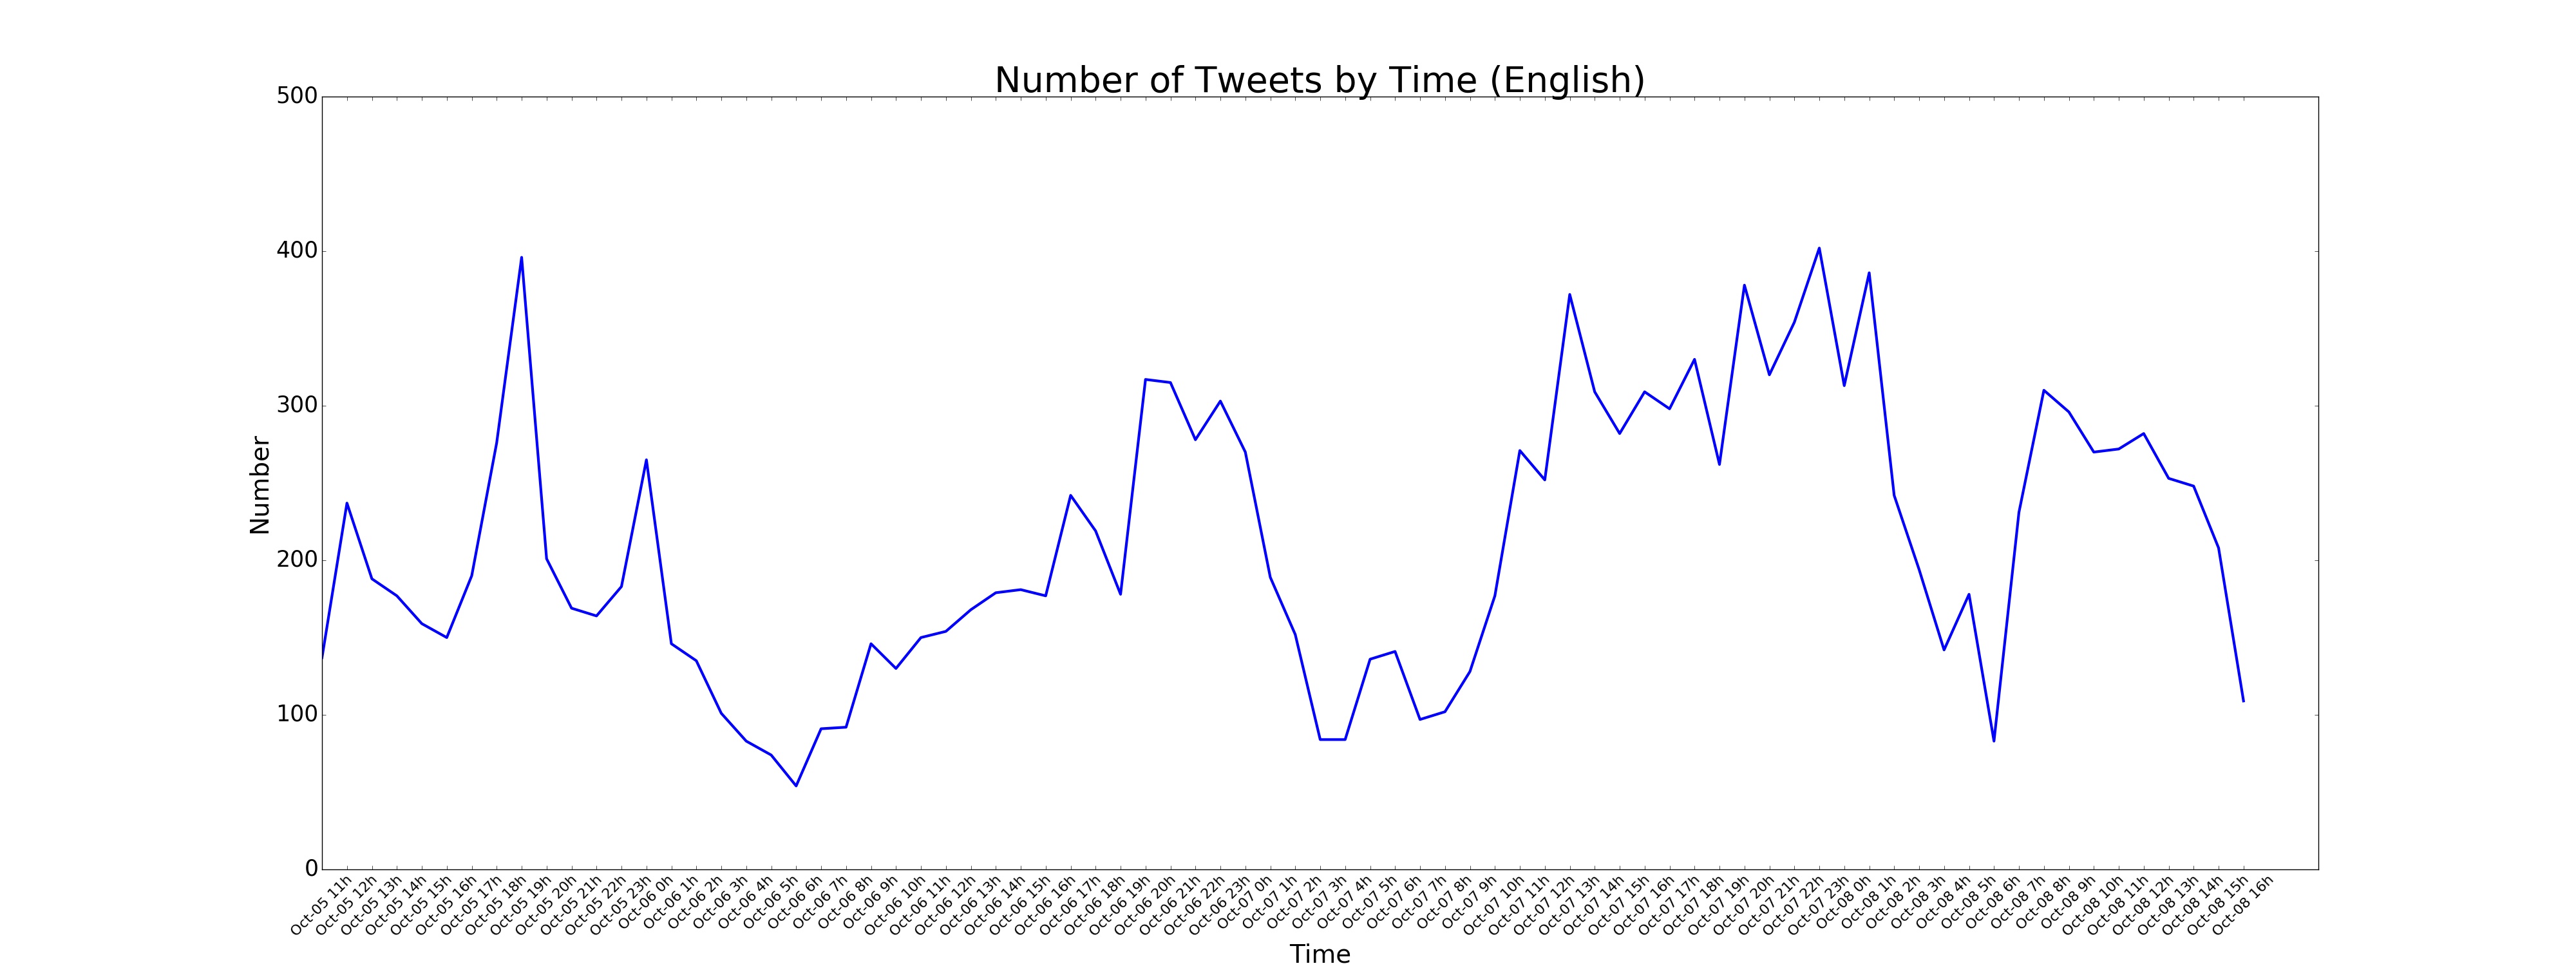 Number of Tweets by Time (English)
500
400
300
200
100
0
Number
Oct-05 11h
Oct-05 12h
Oct-05 13h
Oct-05 14h
Oct-05 15h
Oct-05 16h
Oct-05 17h
Oct-05 18h
Oct-05 19h
Oct-05 20h
Oct-05 21h
Oct-05 22h
Oct-05 23h
Oct-06 0h
Oct-06 1h
Oct-06 2h
Oct-06 3h
Oct-06 4h
Oct-06 5h
Oct-06 6h
Oct-06 7h
Oct-06 8h
Oct-06 9h
Oct-06 10h
Oct-06 11h
Oct-06 12h
Oct-06 13h
Oct-06 14h
Oct-06 15h
Oct-06 16h
Oct-06 17h
Oct-06 18h
Oct-06 19h
Oct-06 20h
Oct-06 21h
Oct-06 22h
Oct-06 23h
Oct-07 0h
Oct-07 1h
Oct-07 2h
Oct-07 3h
Oct-07 4h
Oct-07 5h
Oct-07 6h
Oct-07 7h
Oct-07 8h
Oct-07 9h
Oct-07 10h
Oct-07 11h
Oct-07 12h
Oct-07 13h
Oct-07 14h
Oct-07 15h
Oct-07 16h
Oct-07 17h
Oct-07 18h
Oct-07 19h
Oct-07 20h
Oct-07 21h
Oct-07 22h
Oct-07 23h
Oct-08 0h
Oct-08 1h
Oct-08 2h
Oct-08 3h
Oct-08 4h
Oct-08 5h
Oct-08 6h
Oct-08 7h
Oct-08 8h
Oct-08 9h
Oct-08 10h
Oct-08 11h
Oct-08 12h
Oct-08 13h
Oct-08 14h
Oct-08 15h
Oct-08 16h
Time